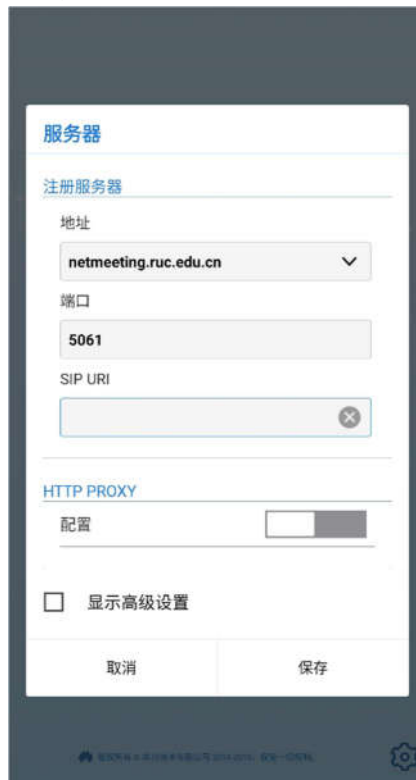 服务器
注册服务器
地址
netmeeting.ruc.edu.cn
端口
5061
SIP URI
HTTP PROXY
配置
显示高级设置
取消
保存